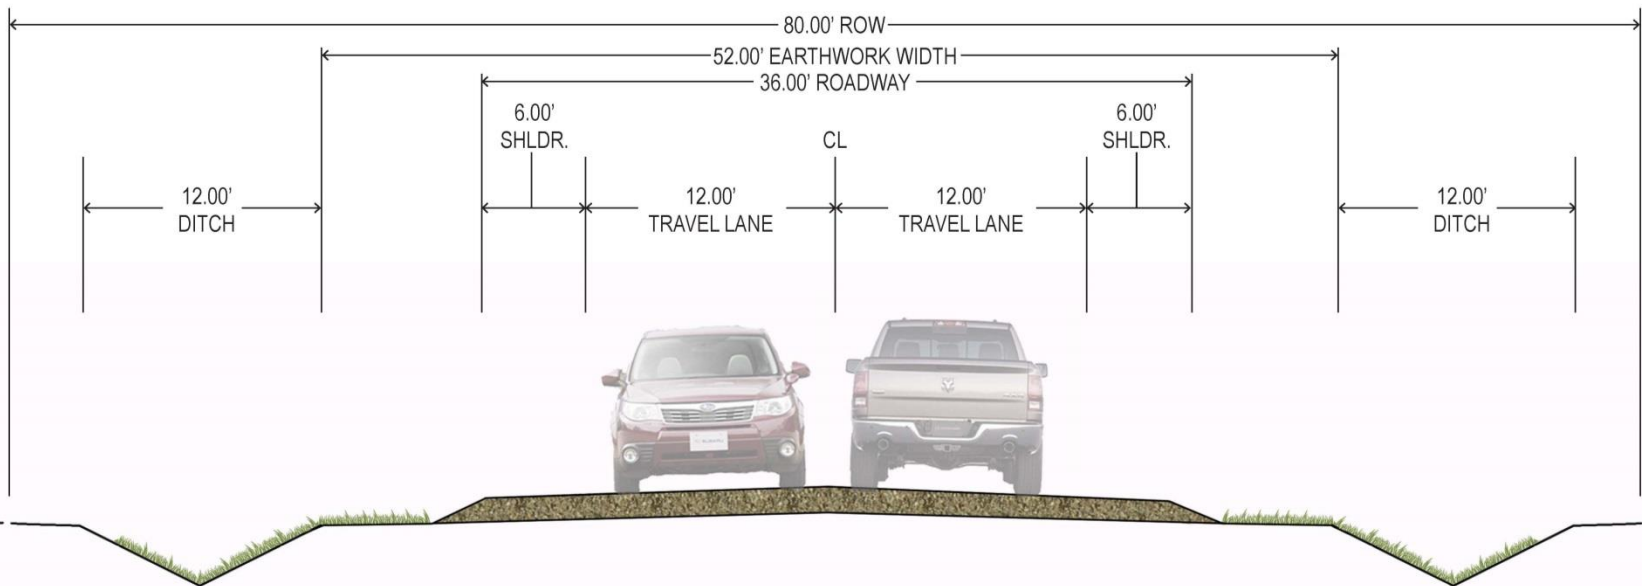 80.00' ROW
52.00' EARTHWORK WIDTH
36.00' ROADWAY
6.00'
SHLDR.
CL
6.00'
SHLDR.
12.00'
DITCH
12.00'
TRAVEL LANE
12.00'
TRAVEL LANE
12.00'
DITCH
SUBARU